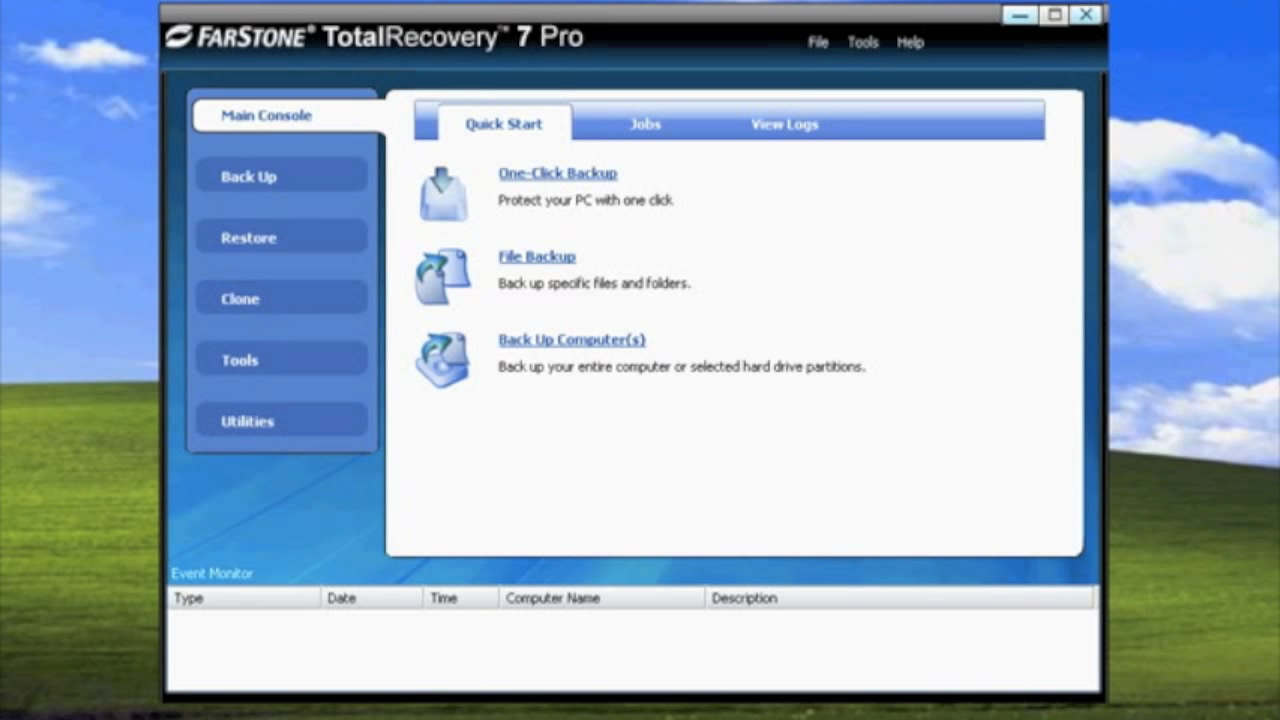 FARSTONE® TotalRecovery™ 7 Pro
File Tools Help
Main Console
Back Up
Restore
Clone
Tools
Utilities
Quick Start Jobs View Logs
One-Click Backup
Protect your PC with one click
File Backup
Back up specific files and folders.
Back Up Computer(s)
Back up your entire computer or selected hard drive partitions.
Event Monitor
Type Date Time Computer Name Description